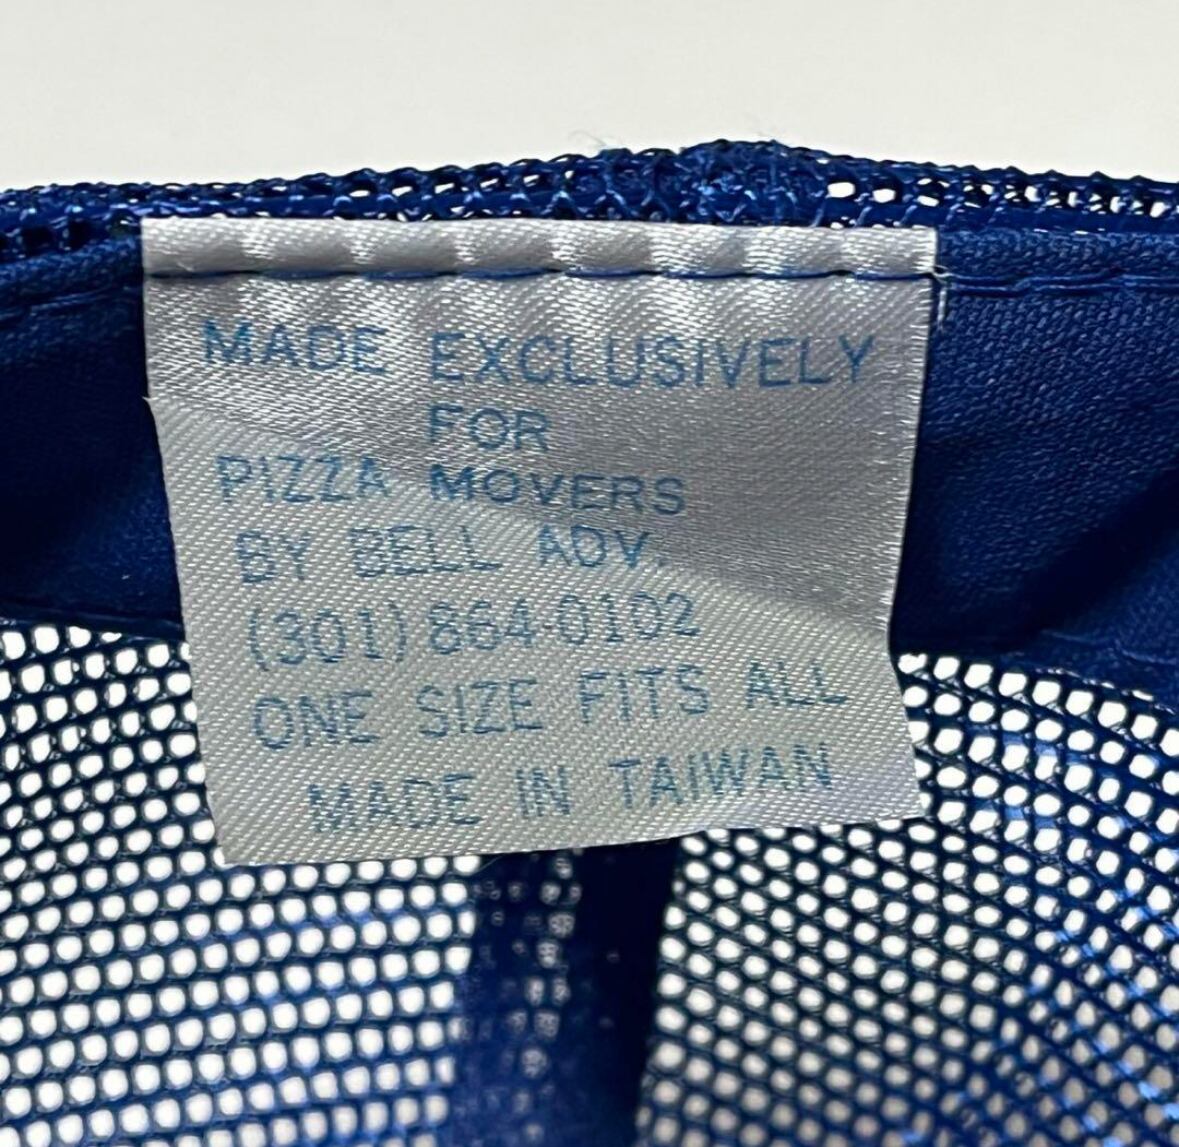 MADE EXCLUSIVELY
FOR
PIZZA MOVERS
BY BELL ADV.
(301) 864-0102
ONE SIZE FITS ALL
MADE IN TAIWAN